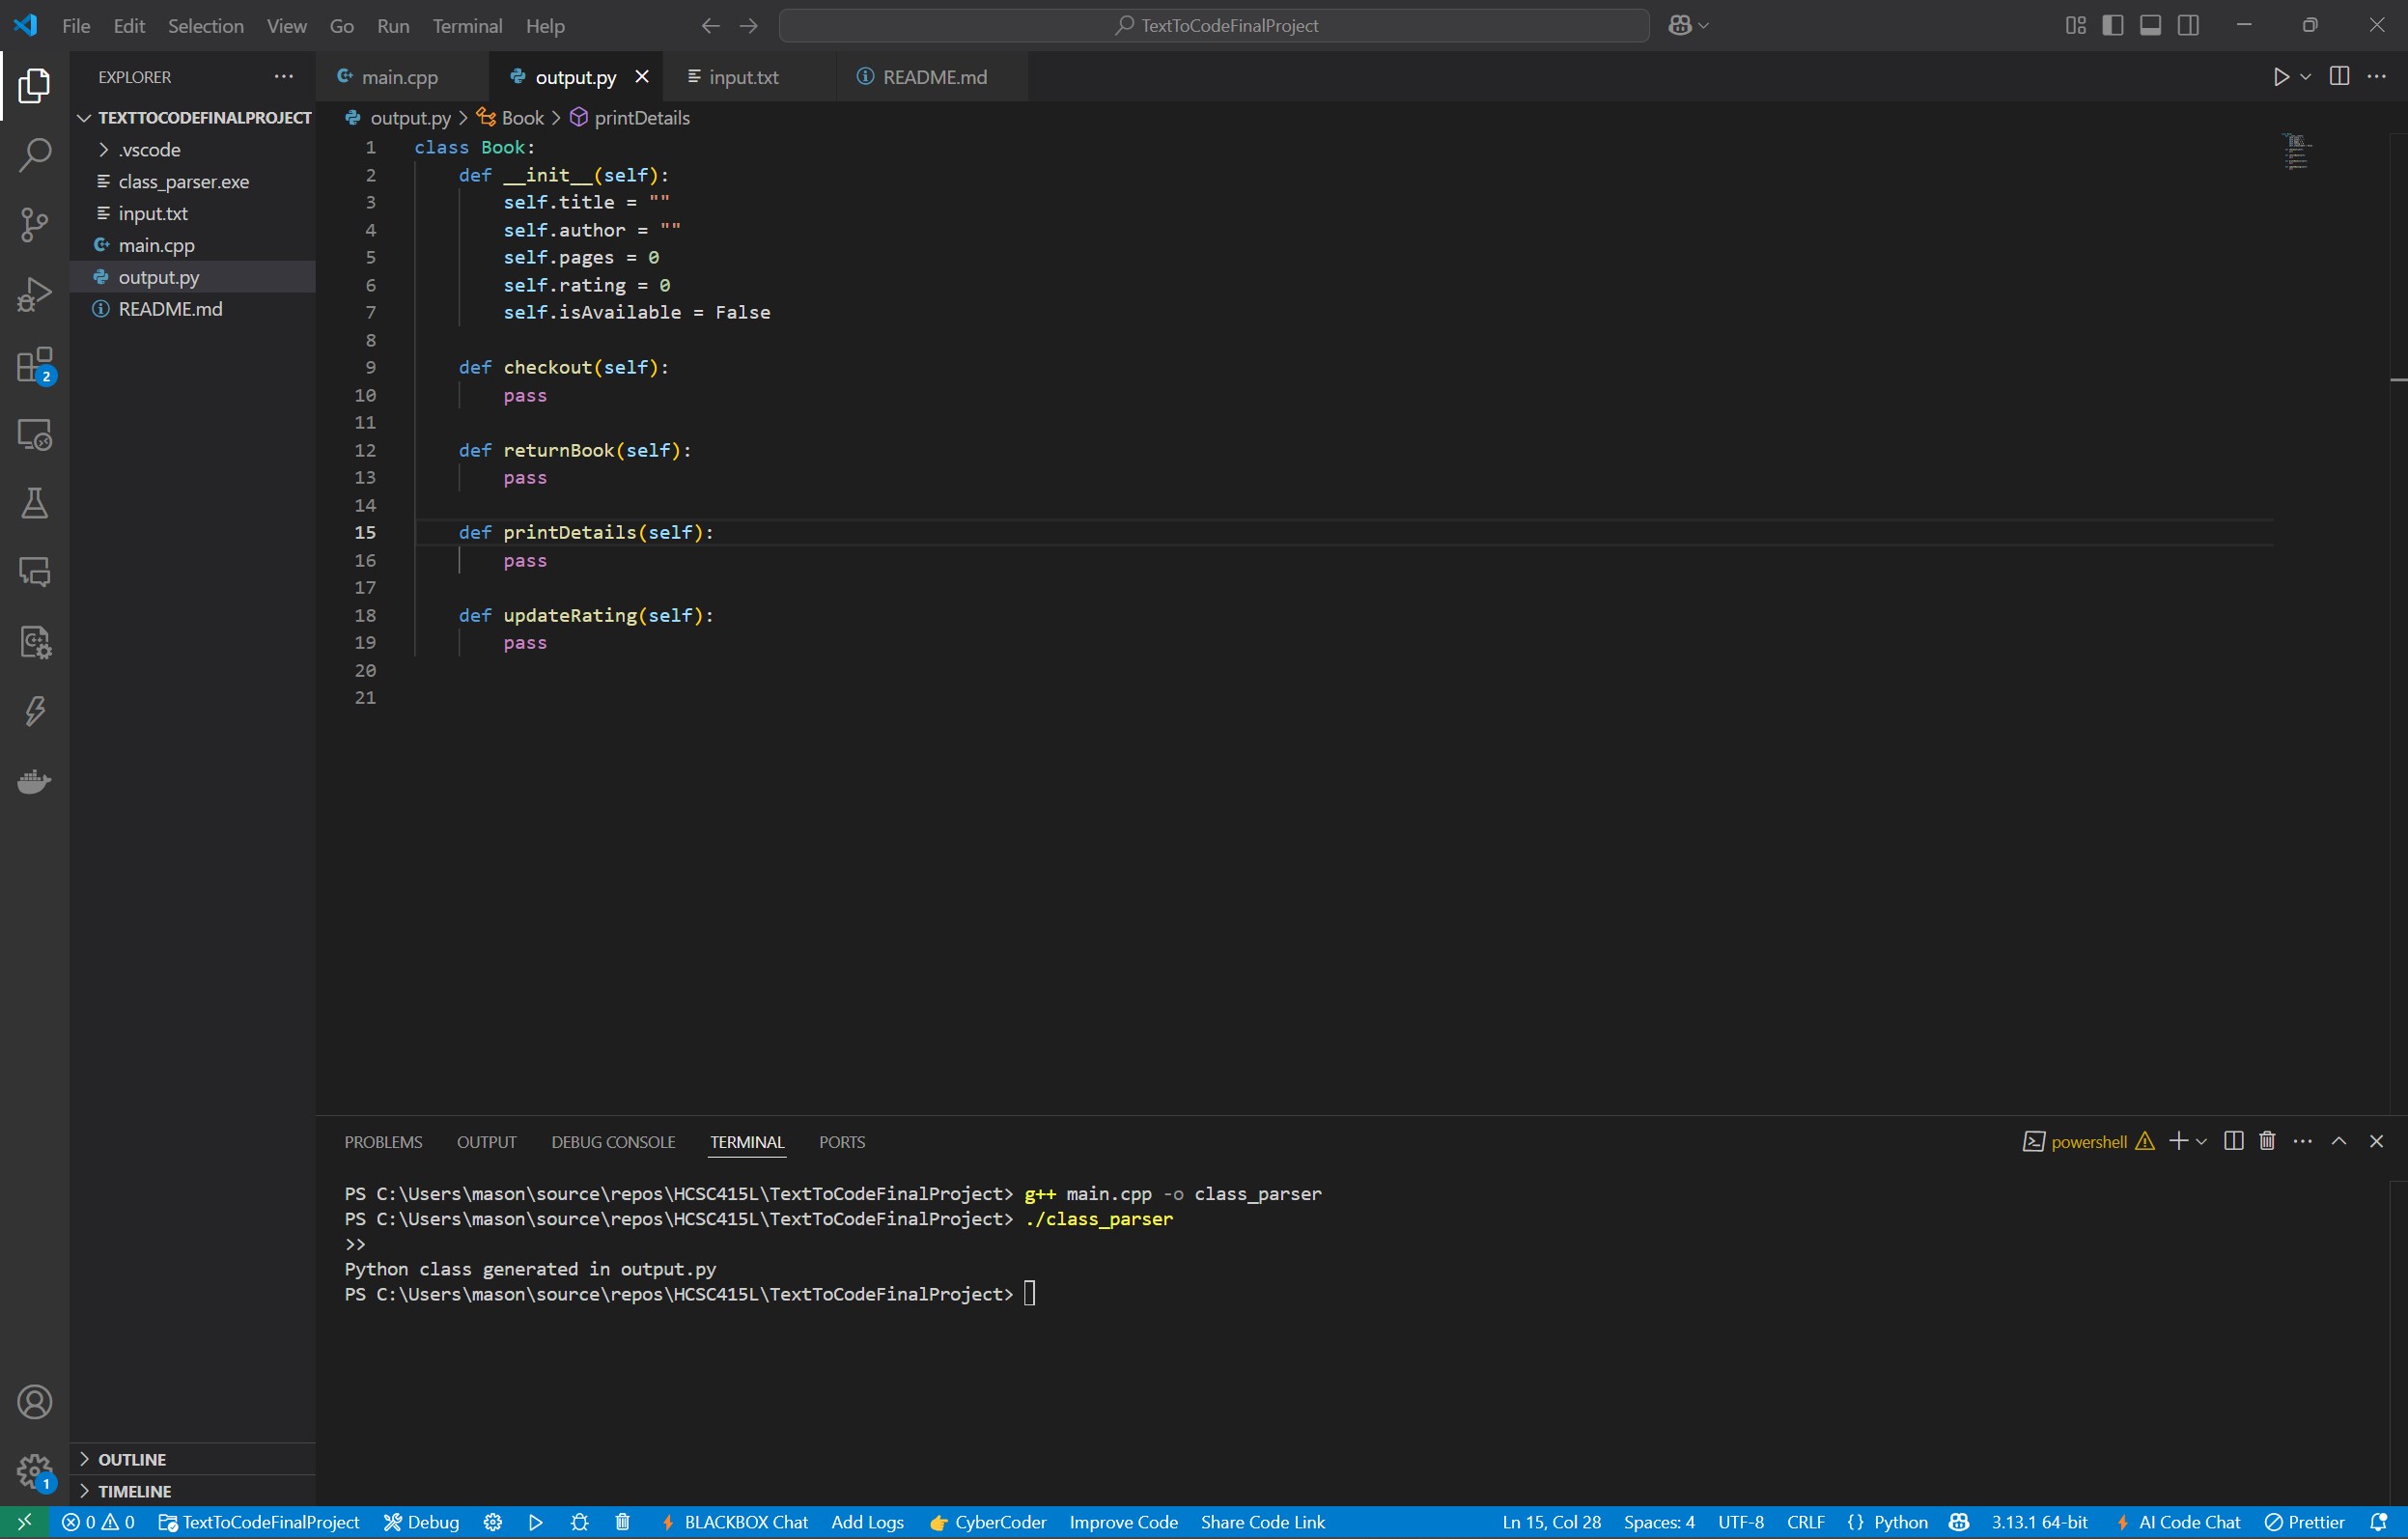 File Edit Selection View Go Run Terminal Help
TextToCodeFinalProject
EXPLORER
TEXTTOCODEFINALPROJECT
.vscode
class_parser.exe
input.txt
main.cpp
output.py
README.md
OUTLINE
TIMELINE
2
1
main.cpp output.py input.txt README.md
output.py > Book > printDetails
1 class Book:
2 def __init__(self):
3 self.title = ""
4 self.author = ""
5 self.pages = 0
6 self.rating = 0
7 self.isAvailable = False
8
9 def checkout(self):
10 pass
11
12 def returnBook(self):
13 pass
14
15 def printDetails(self):
16 pass
17
18 def updateRating(self):
19 pass
20
21
PROBLEMS OUTPUT DEBUG CONSOLE TERMINAL PORTS
powershell
PS C:\Users\mason\source\repos\HCSC415L\TextToCodeFinalProject> g++ main.cpp -o class_parser
PS C:\Users\mason\source\repos\HCSC415L\TextToCodeFinalProject> ./class_parser
>>
Python class generated in output.py
PS C:\Users\mason\source\repos\HCSC415L\TextToCodeFinalProject>
0 0 TextToCodeFinalProject Debug BLACKBOX Chat Add Logs CyberCoder Improve Code Share Code Link Ln 15, Col 28 Spaces: 4 UTF-8 CRLF {} Python 3.13.1 64-bit AI Code Chat Prettier